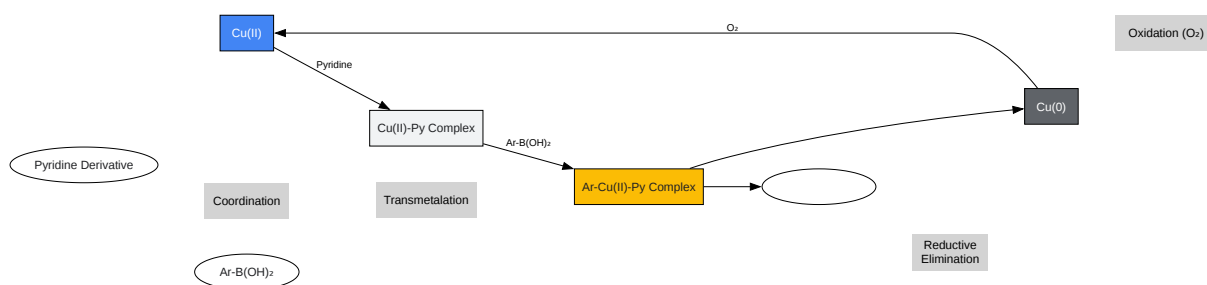 Cu(II)
O₂
Oxidation (O₂)
Pyridine
Cu(0)
Cu(II)-Py Complex
Ar-B(OH)₂
Pyridine Derivative
Ar-Cu(II)-Py Complex
Coordination
Transmetalation
Reductive
Elimination
Ar-B(OH)₂